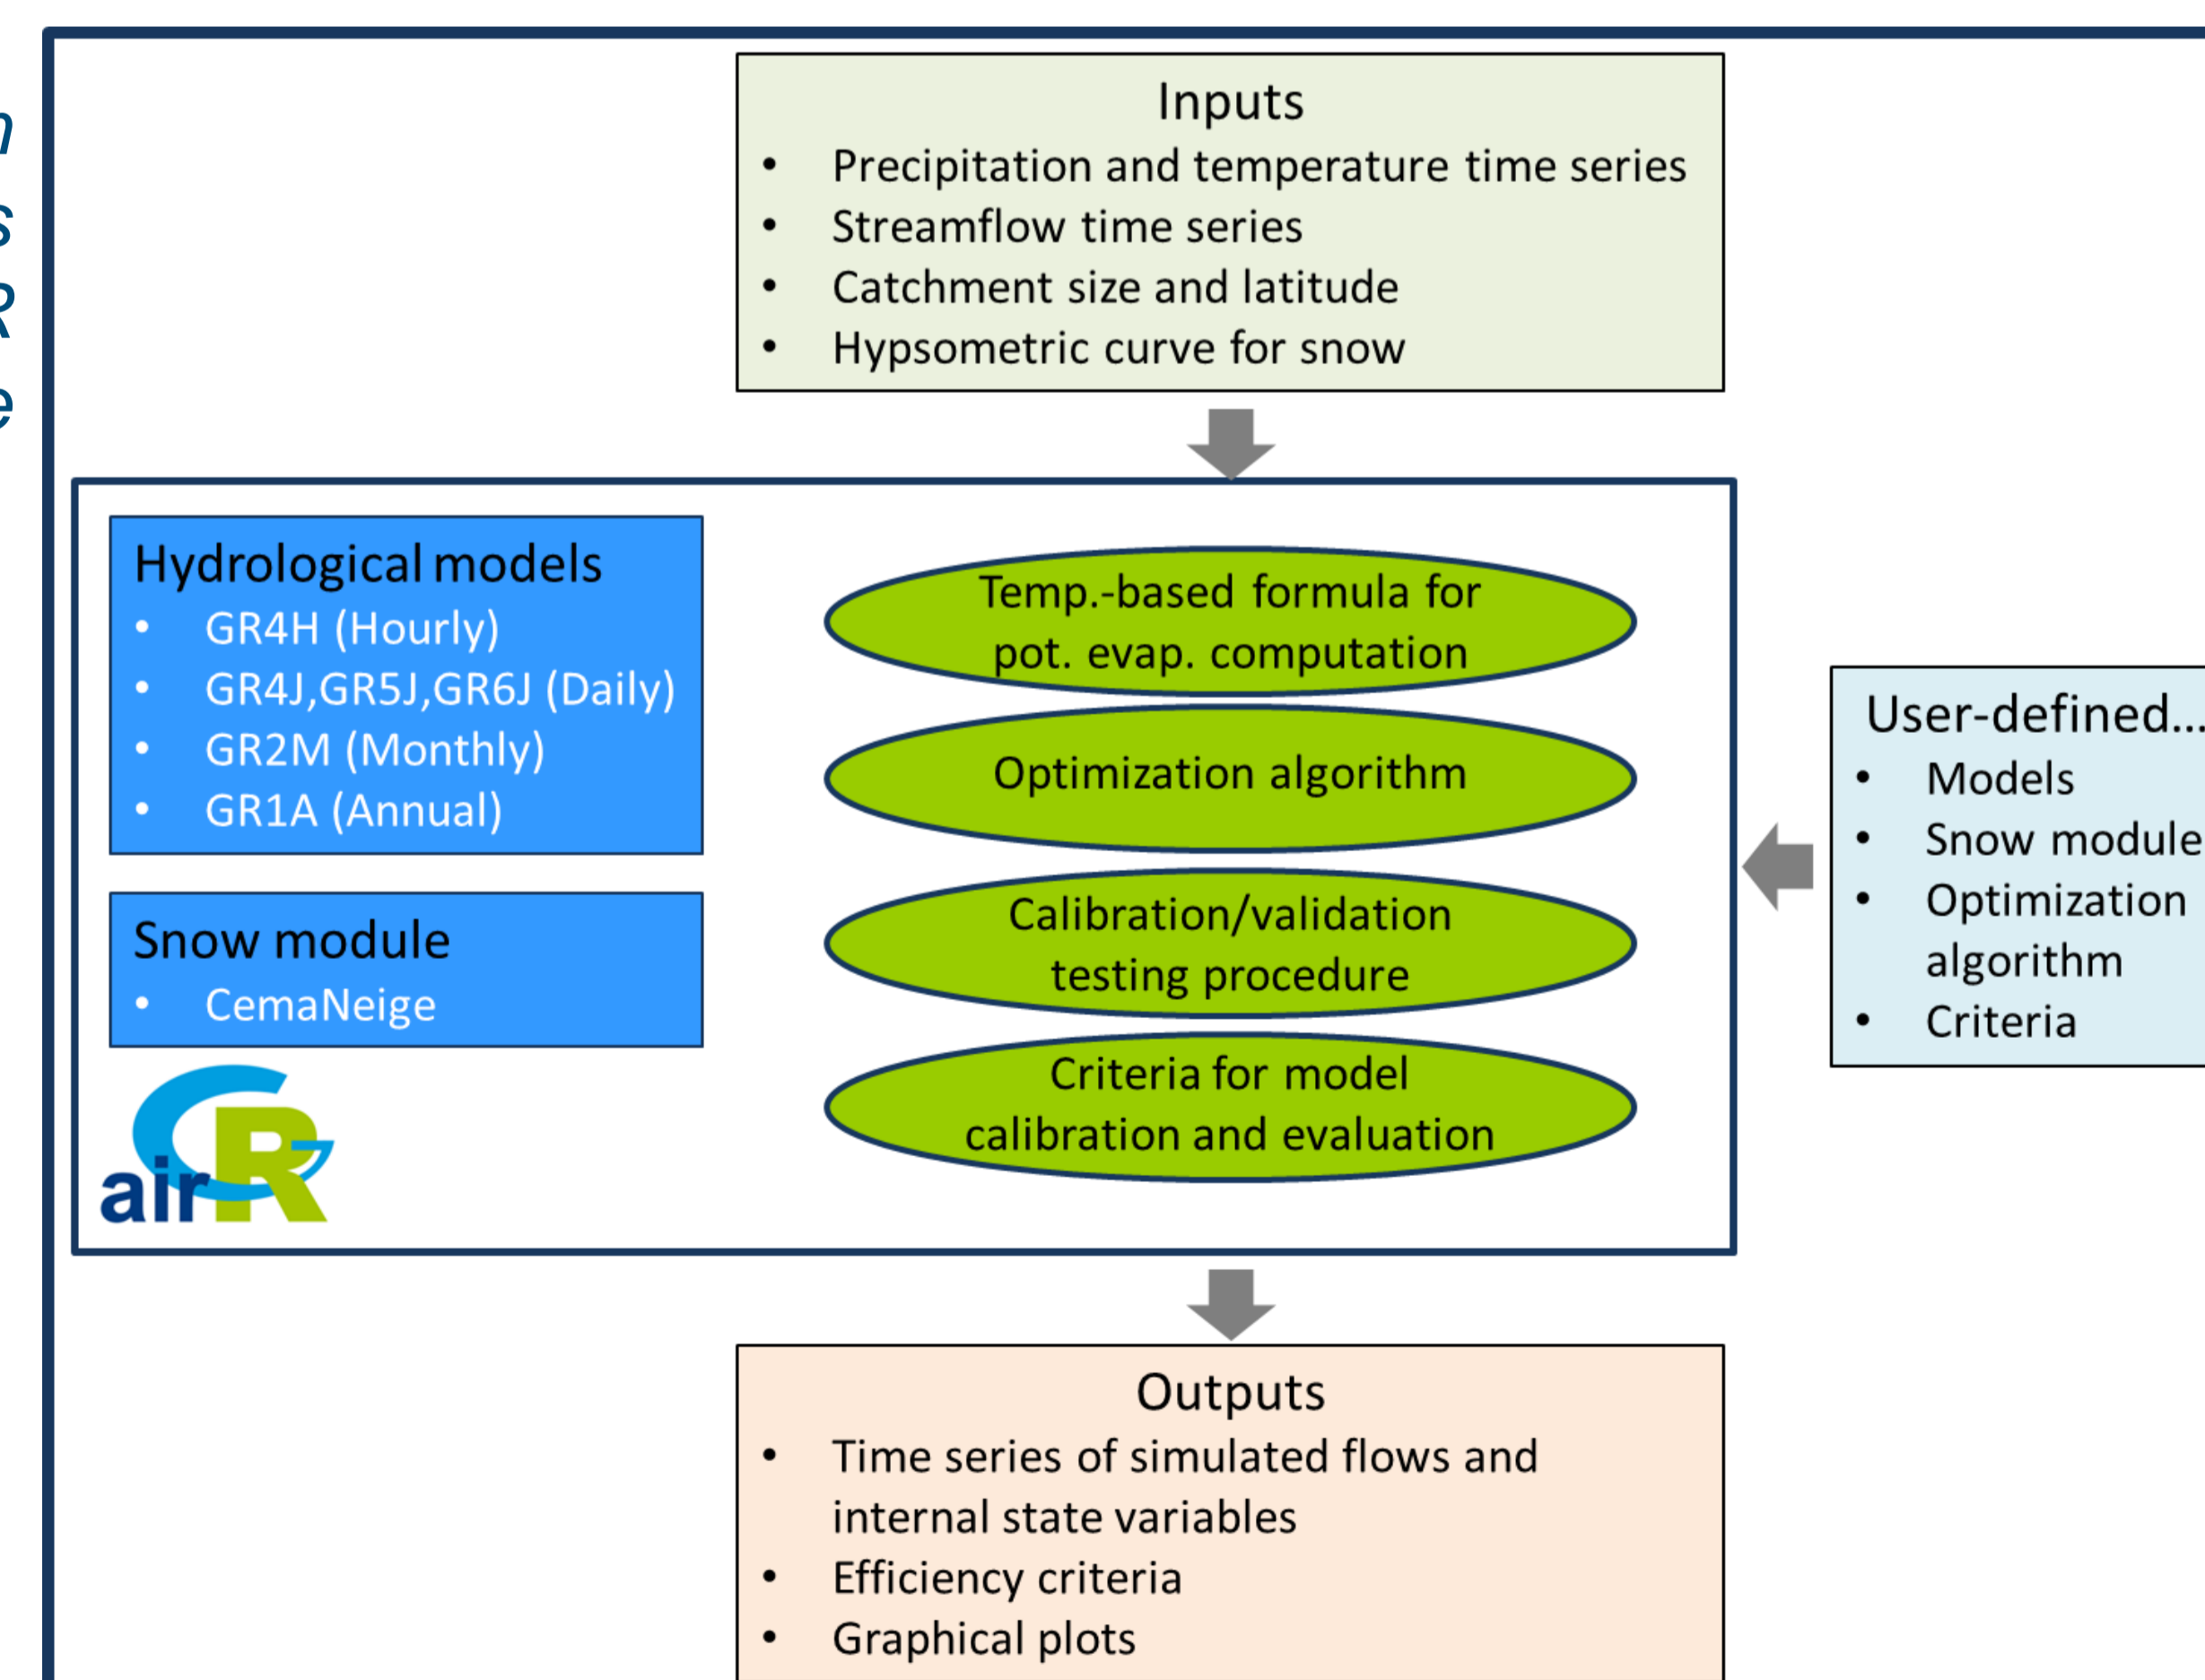 Inputs
• Precipitation and temperature time series
• Streamflow time series
• Catchment size and latitude
• Hypsometric curve for snow
Hydrological models
• GR4H (Hourly)
• GR4J,GR5J,GR6J (Daily)
• GR2M (Monthly)
• GR1A (Annual)
Snow module
• CemaNeige
airGR
Temp.-based formula for
pot. evap. computation
Optimization algorithm
Calibration/validation
testing procedure
Criteria for model
calibration and evaluation
User-defined...
• Models
• Snow module
• Optimization
algorithm
• Criteria
Outputs
• Time series of simulated flows and
internal state variables
• Efficiency criteria
• Graphical plots